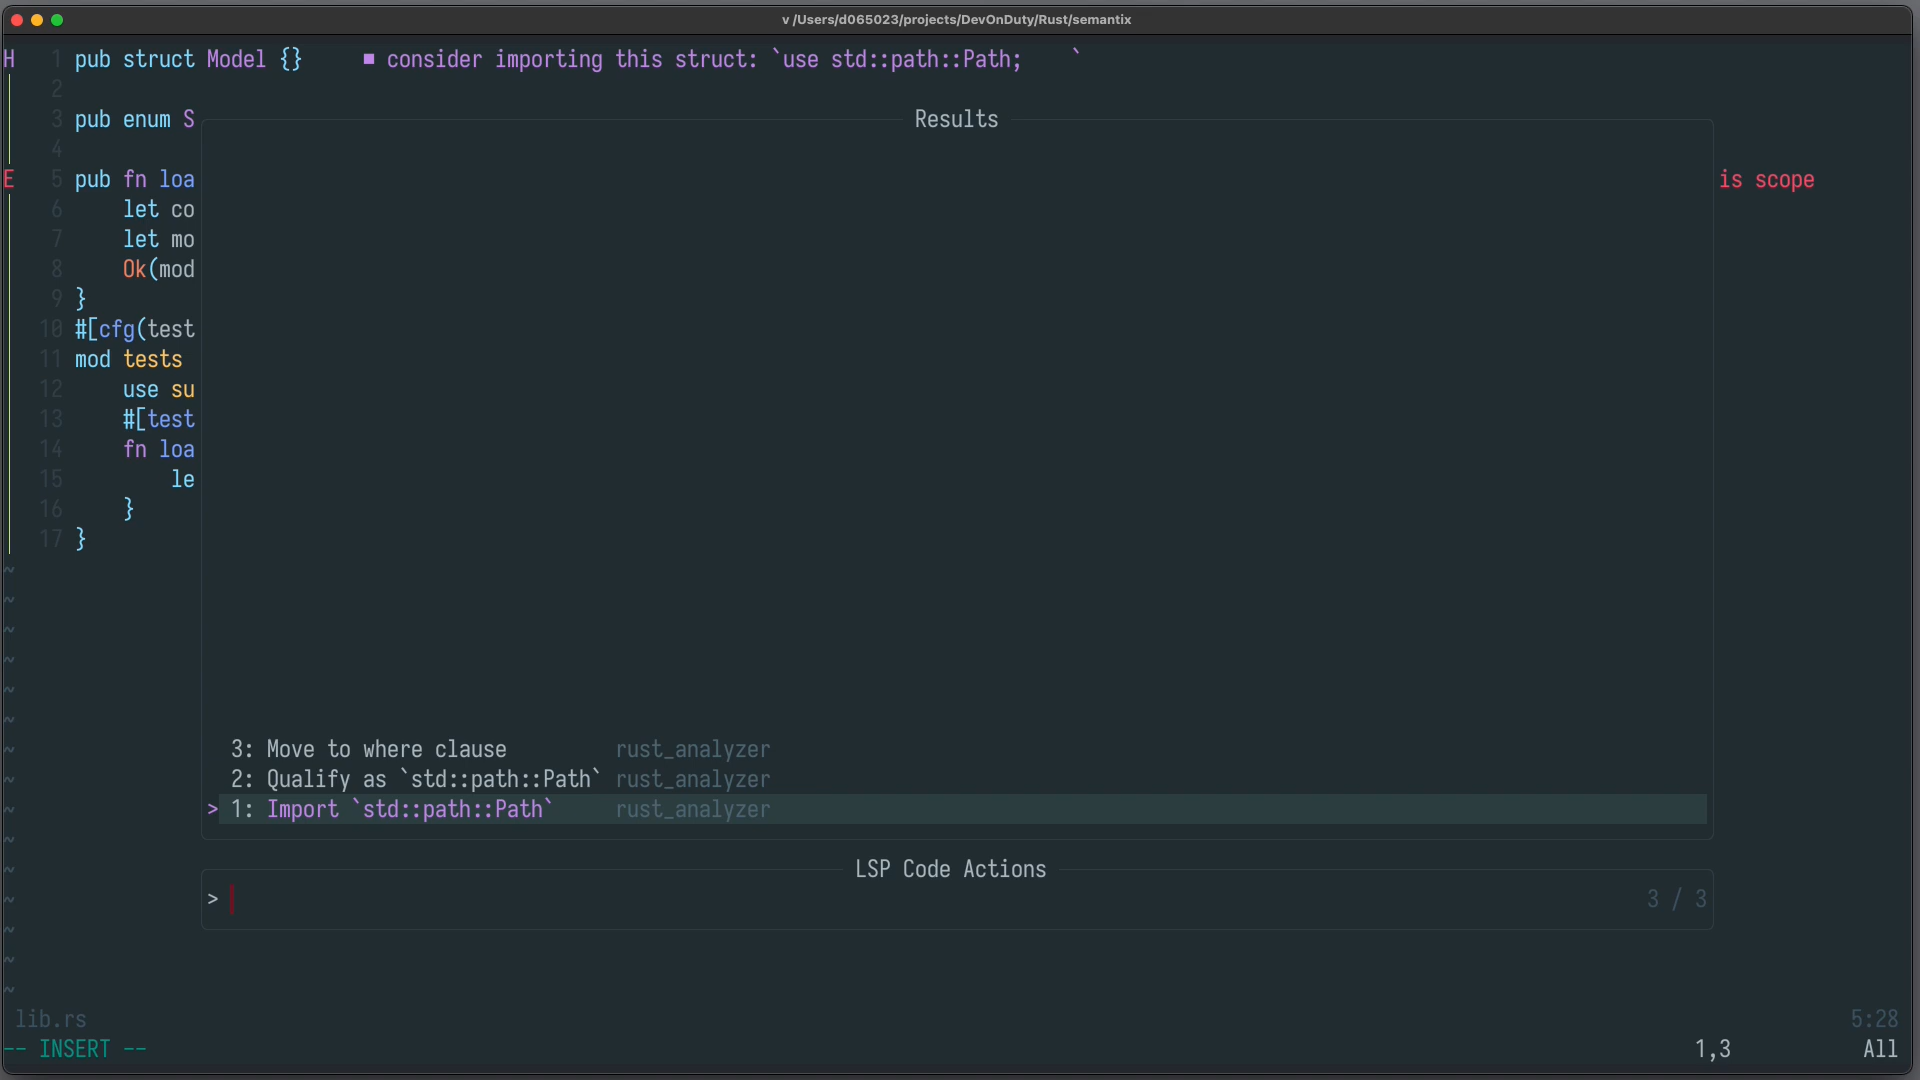 v /Users/d065023/projects/DevOnDuty/Rust/semantix
H 1 pub struct Model {} ■ consider importing this struct: `use std::path::Path; `
2
3 pub enum S
Results
4
E 5 pub fn loa is scope
6 let co
7 let mo
8 Ok(mod
9 }
10 #[cfg(test
11 mod tests
12 use su
13 #[test
14 fn loa
15 le
16 }
17 }
~
~
~
~
~
~
3: Move to where clause rust_analyzer
~
2: Qualify as `std::path::Path` rust_analyzer
~
> 1: Import `std::path::Path` rust_analyzer
~
~
LSP Code Actions
~
> 3 / 3
~
~
~
~
lib.rs 5:28
-- INSERT -- 1,3 All